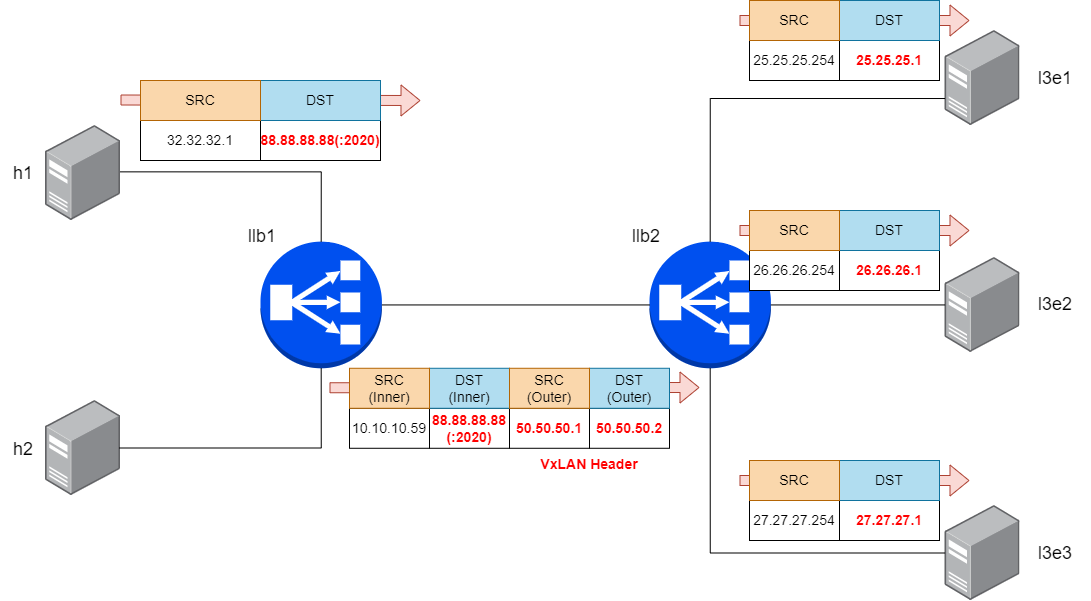 SRC DST
25.25.25.254 25.25.25.1
l3e1
SRC DST
32.32.32.1 88.88.88.88(:2020)
h1
llb1
llb2
SRC DST
26.26.26.254 26.26.26.1
l3e2
SRC DST SRC DST
(Inner) (Inner) (Outer) (Outer)
10.10.10.59 88.88.88.88 50.50.50.1 50.50.50.2
(:2020)
VxLAN Header
h2
SRC DST
27.27.27.254 27.27.27.1
l3e3